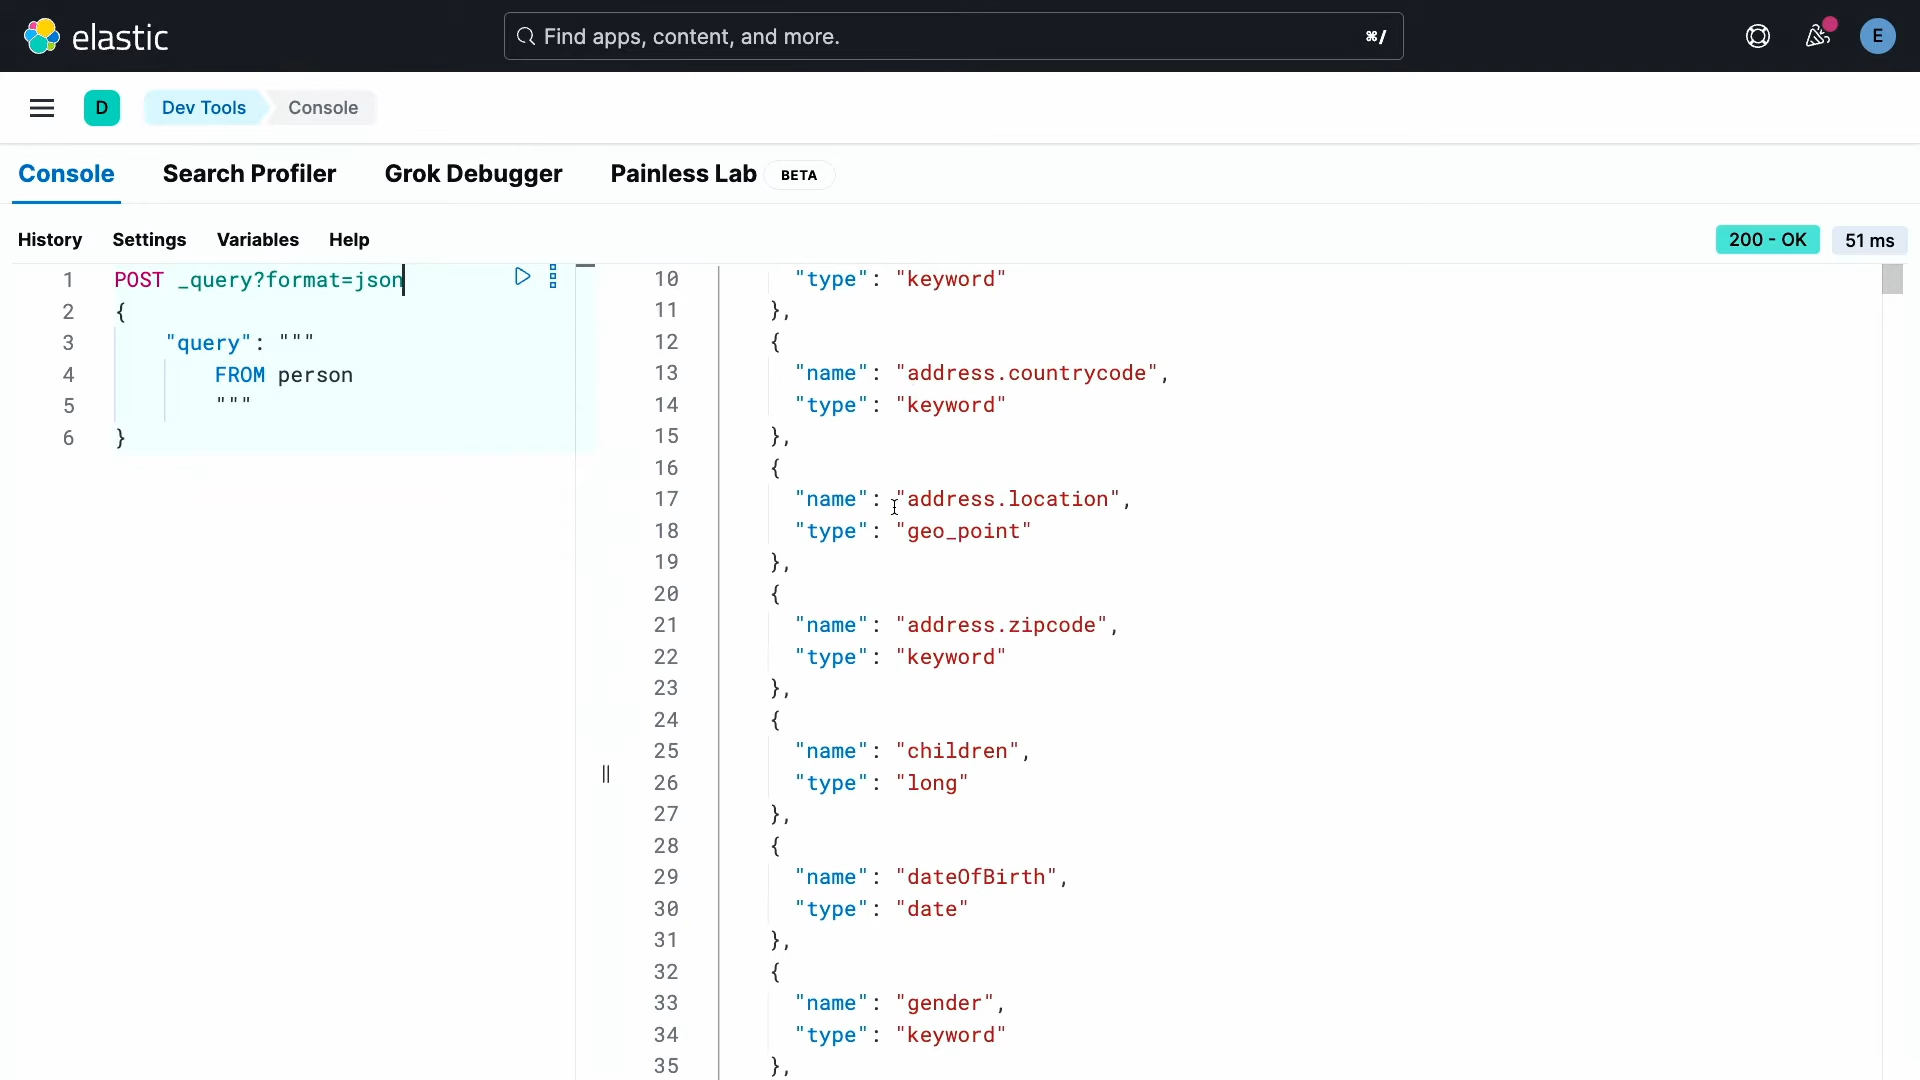 elastic
Find apps, content, and more.
⌘/
E
D
Dev Tools
Console
Console
Search Profiler
Grok Debugger
Painless Lab
BETA
History
Settings
Variables
Help
200 - OK
51 ms
1 POST _query?format=json
2 {
3 "query": """
4 FROM person
5 """
6 }
10 "type": "keyword"
11 },
12 {
13 "name": "address.countrycode",
14 "type": "keyword"
15 },
16 {
17 "name": "address.location",
18 "type": "geo_point"
19 },
20 {
21 "name": "address.zipcode",
22 "type": "keyword"
23 },
24 {
25 "name": "children",
26 "type": "long"
27 },
28 {
29 "name": "dateOfBirth",
30 "type": "date"
31 },
32 {
33 "name": "gender",
34 "type": "keyword"
35 },